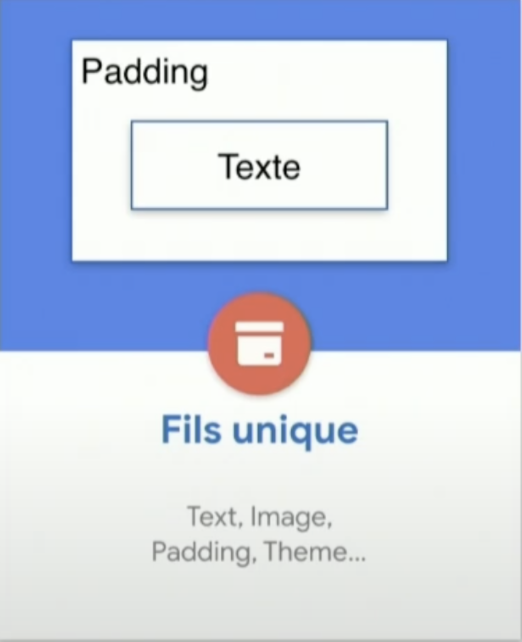 Padding
Texte
Fils unique
Text, Image,
Padding, Theme...